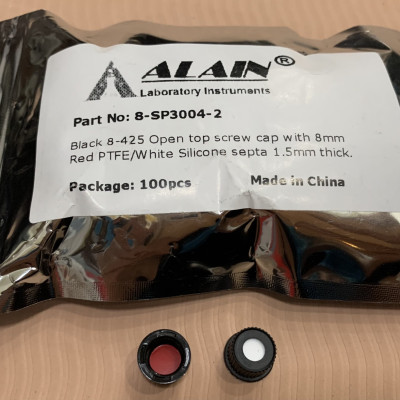 ALAIN®
Laboratory Instruments
Part No: 8-SP3004-2
Black 8-425 Open top screw cap with 8mm
Red PTFE/White Silicone septa 1.5mm thick.
Package: 100pcs Made in China